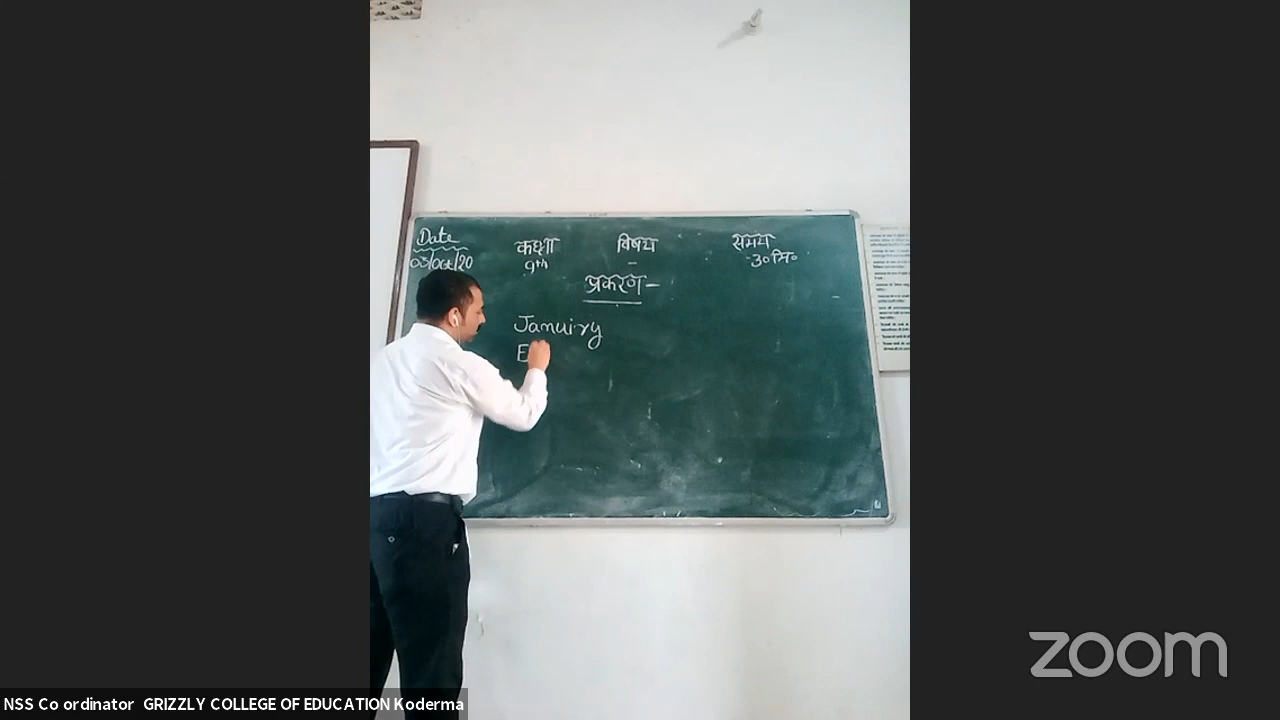 Date कक्षा विषय समय
03/Oct/20 9th - 30मि०
प्रकरण -
Januiry
E
zoom
NSS Co ordinator GRIZZLY COLLEGE OF EDUCATION Koderma